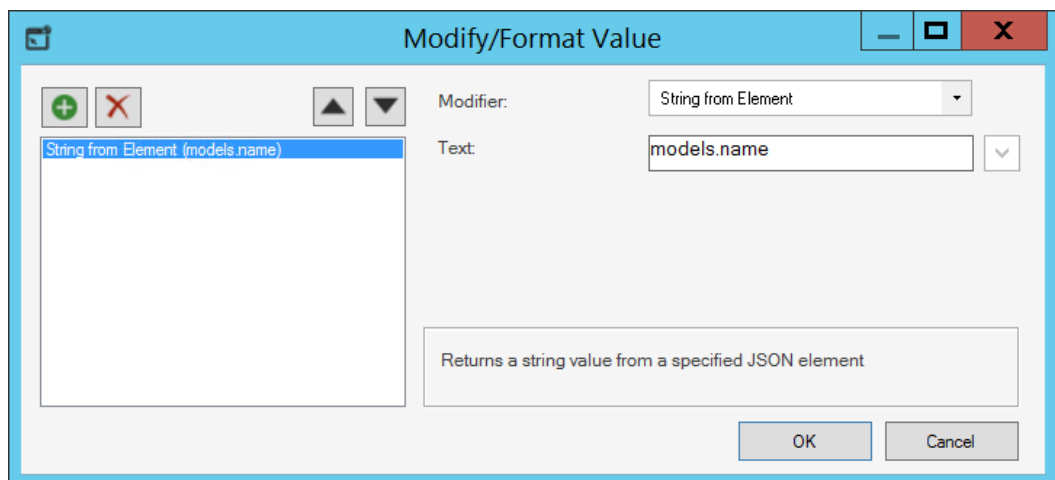 Modify/Format Value
Modifier:
String from Element
String from Element (models.name)
Text:
models.name
Returns a string value from a specified JSON element
OK
Cancel